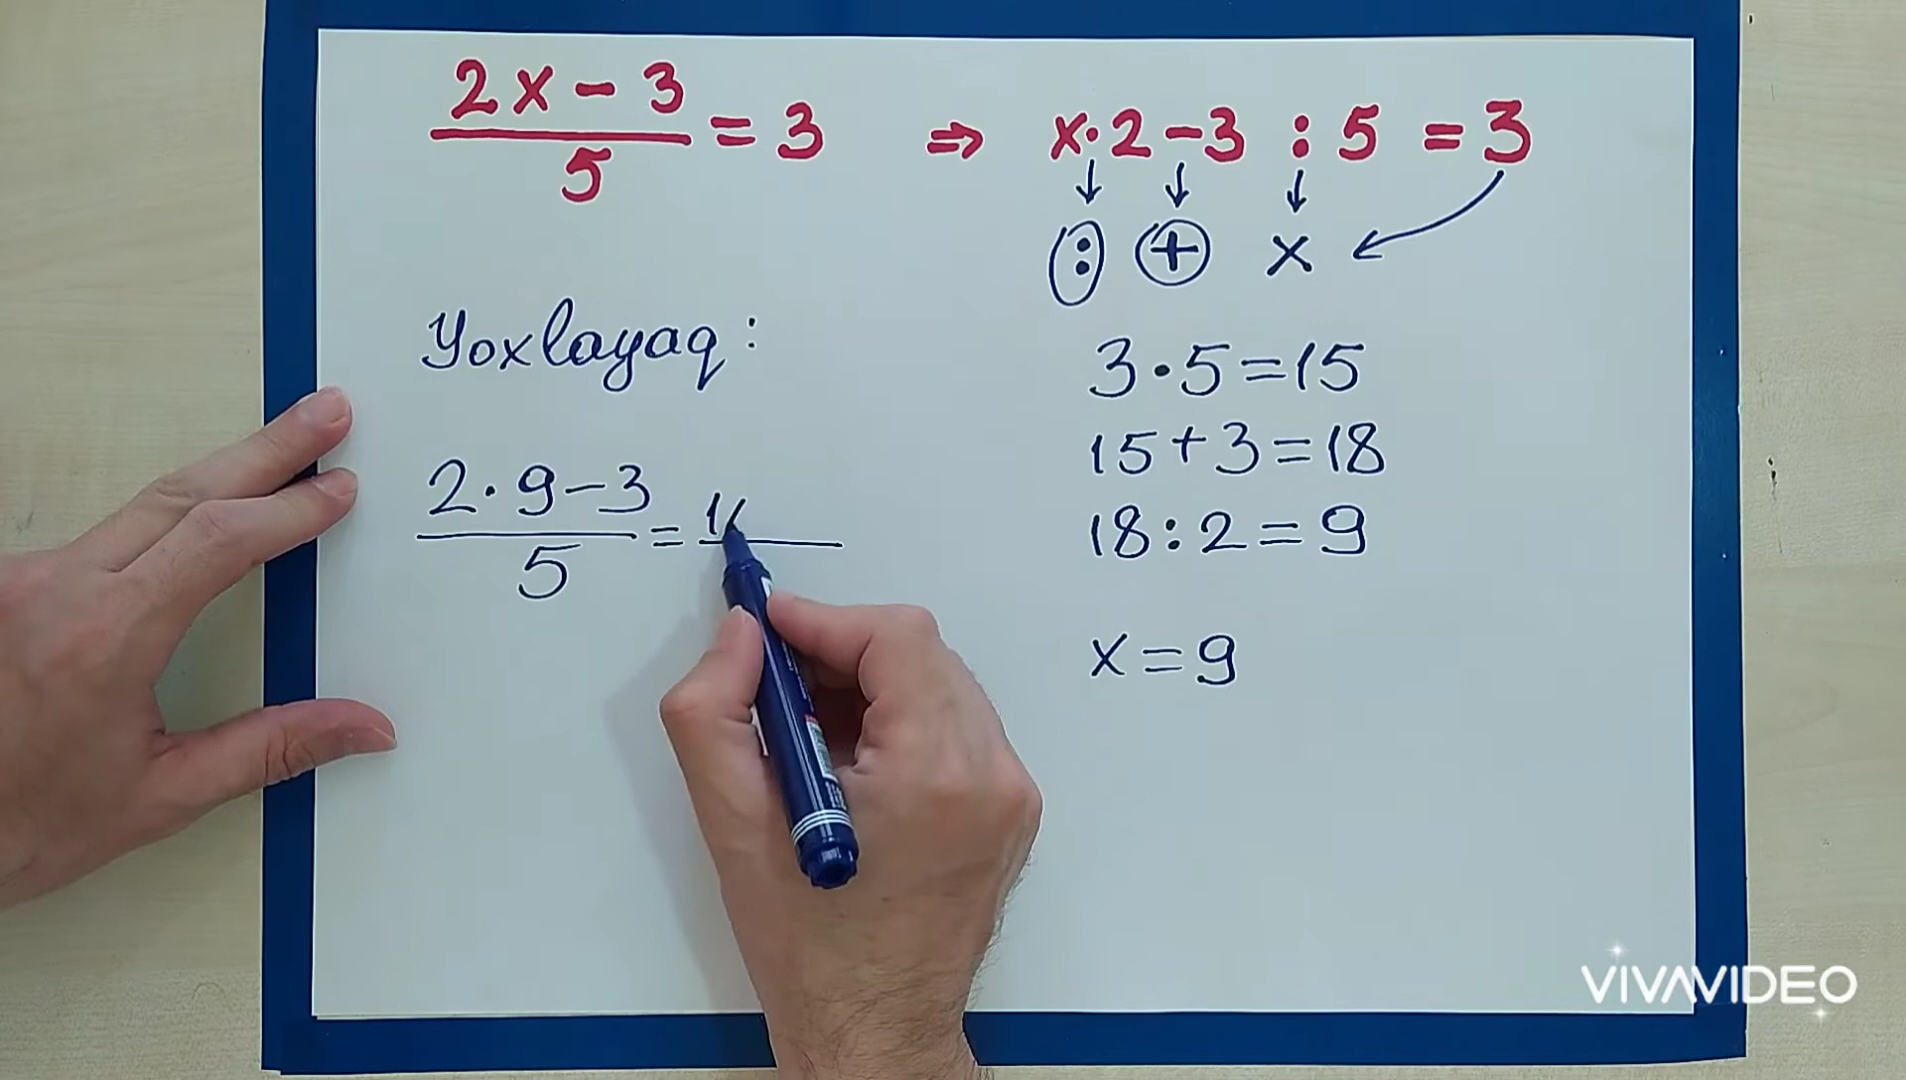 (2x-3)/5 = 3 ⇒ x·2-3 : 5 = 3
↓ ↓ ↓
: + x
Yoxlayaq:
(2·9-3)/5 =
3·5=15
15+3=18
18:2=9
x=9
VIVAVIDEO